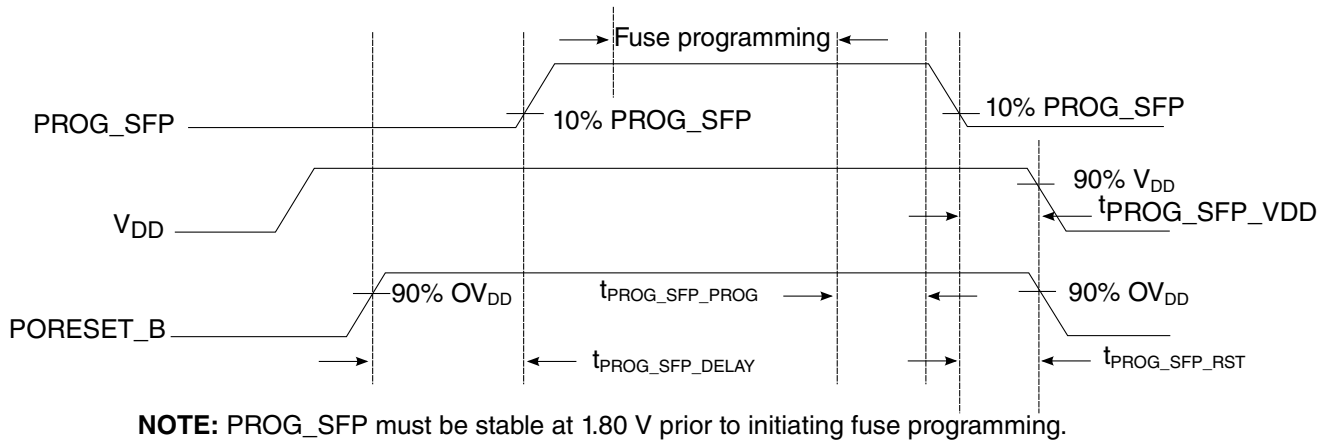 Fuse programming
PROG_SFP
10% PROG_SFP
10% PROG_SFP
VDD
90% VDD
tPROG_SFP_VDD
PORESET_B
90% OVDD
tPROG_SFP_PROG
90% OVDD
tPROG_SFP_DELAY
tPROG_SFP_RST
NOTE: PROG_SFP must be stable at 1.80 V prior to initiating fuse programming.